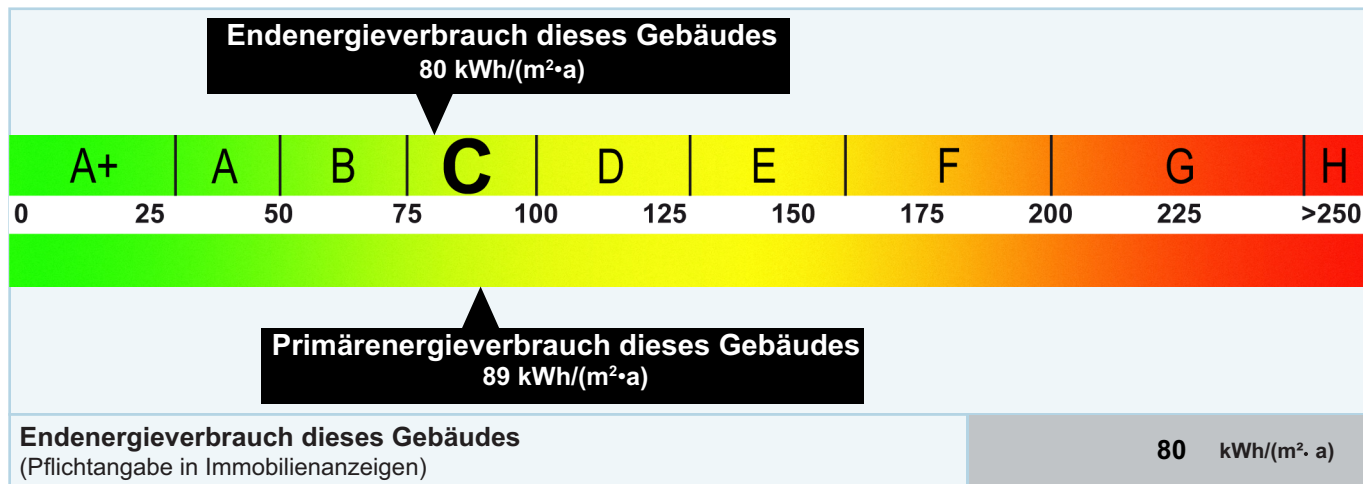 Endenergieverbrauch dieses Gebäudes
80 kWh/(m²•a)
A+ A B C D E F G H
0 25 50 75 100 125 150 175 200 225 >250
Primärenergieverbrauch dieses Gebäudes
89 kWh/(m²•a)
Endenergieverbrauch dieses Gebäudes
(Pflichtangabe in Immobilienanzeigen)
80 kWh/(m²· a)